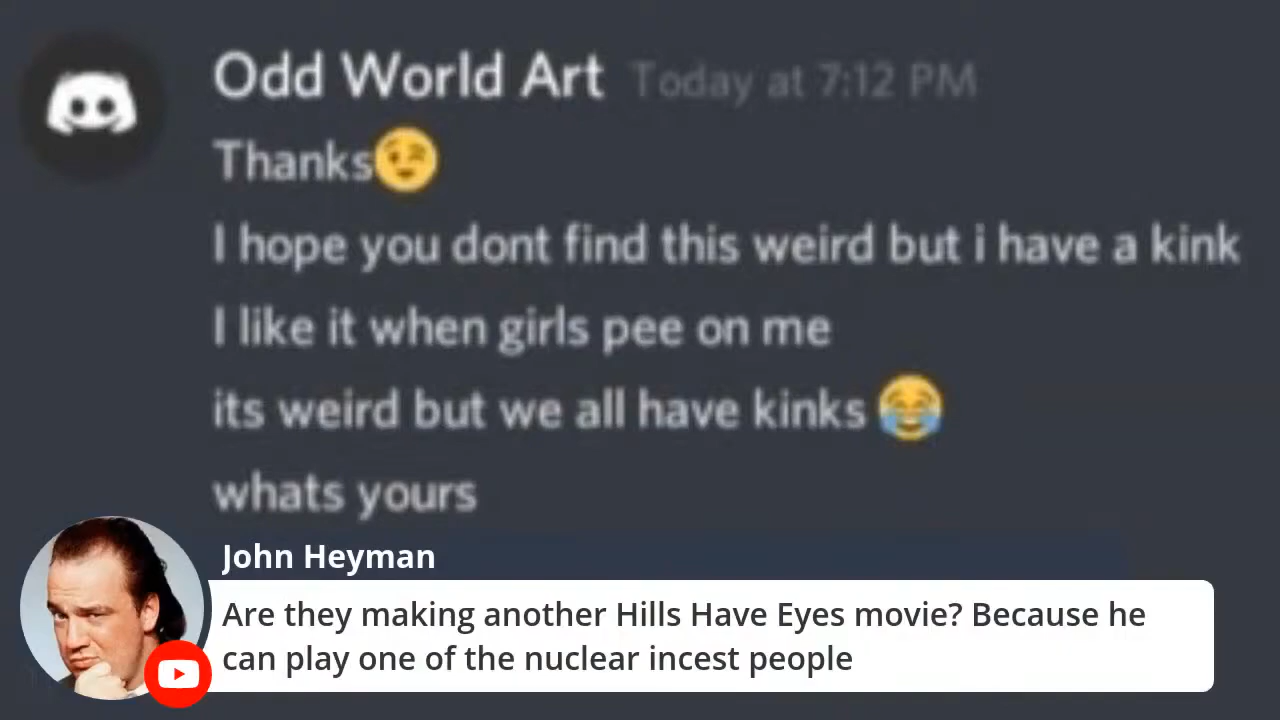 Odd World Art Today at 7:12 PM
Thanks😉
I hope you dont find this weird but i have a kink
I like it when girls pee on me
its weird but we all have kinks 😂
whats yours
John Heyman
Are they making another Hills Have Eyes movie? Because he
can play one of the nuclear incest people